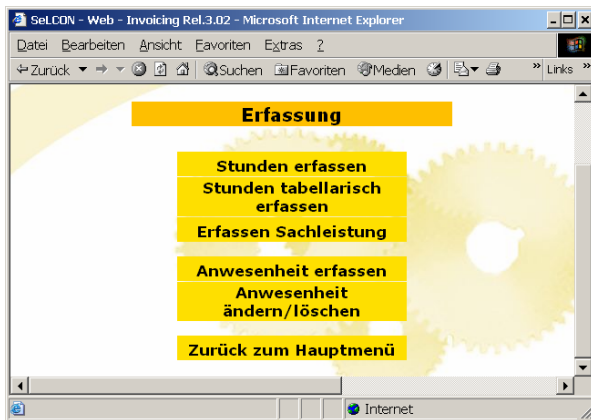 SeLCON - Web - Invoicing Rel.3.02 - Microsoft Internet Explorer
Datei Bearbeiten Ansicht Favoriten Extras ?
Zurück Suchen Favoriten Medien » Links »
Erfassung
Stunden erfassen
Stunden tabellarisch
erfassen
Erfassen Sachleistung
Anwesenheit erfassen
Anwesenheit
ändern/löschen
Zurück zum Hauptmenü
Internet